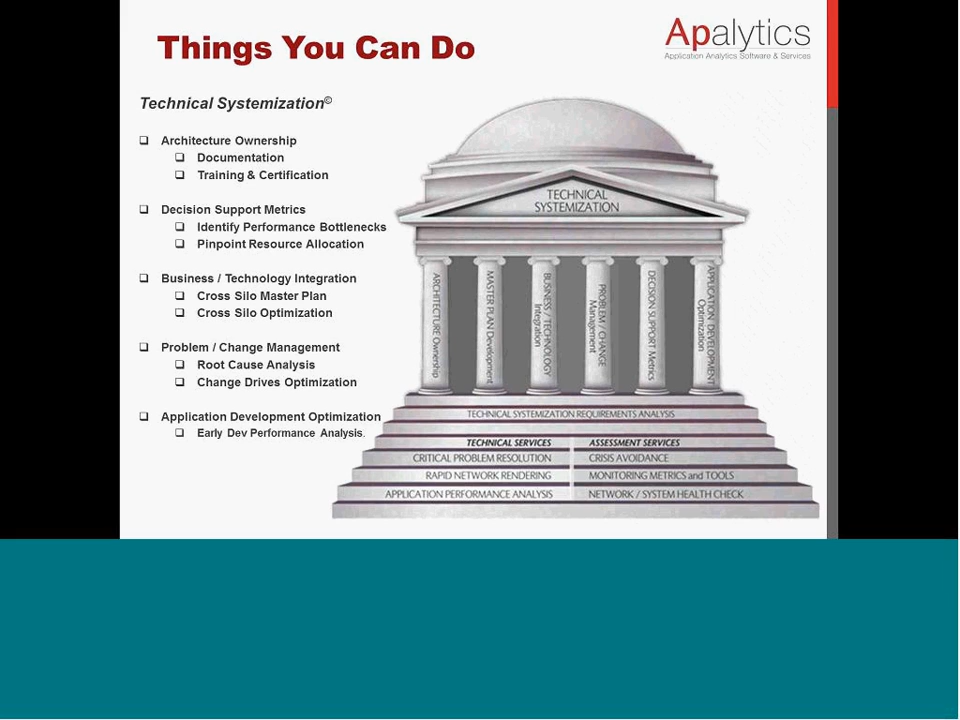 Things You Can Do
Apalytics
Application Analytics Software & Services
Technical Systemization©
Architecture Ownership
Documentation
Training & Certification
Decision Support Metrics
Identify Performance Bottlenecks
Pinpoint Resource Allocation
Business / Technology Integration
Cross Silo Master Plan
Cross Silo Optimization
Problem / Change Management
Root Cause Analysis
Change Drives Optimization
Application Development Optimization
Early Dev Performance Analysis.
TECHNICAL
SYSTEMIZATION
ARCHITECTURE Ownership
MASTER PLAN Development
BUSINESS / TECHNOLOGY
Integration
PROBLEM / CHANGE
Management
DECISION SUPPORT Metrics
APPLICATION DEVELOPMENT
Optimization
TECHNICAL SYSTEMIZATION REQUIREMENTS ANALYSIS
TECHNICAL SERVICES
ASSESSMENT SERVICES
CRITICAL PROBLEM RESOLUTION
CRISIS AVOIDANCE
RAPID NETWORK RENDERING
MONITORING METRICS and TOOLS
APPLICATION PERFORMANCE ANALYSIS
NETWORK / SYSTEM HEALTH CHECK